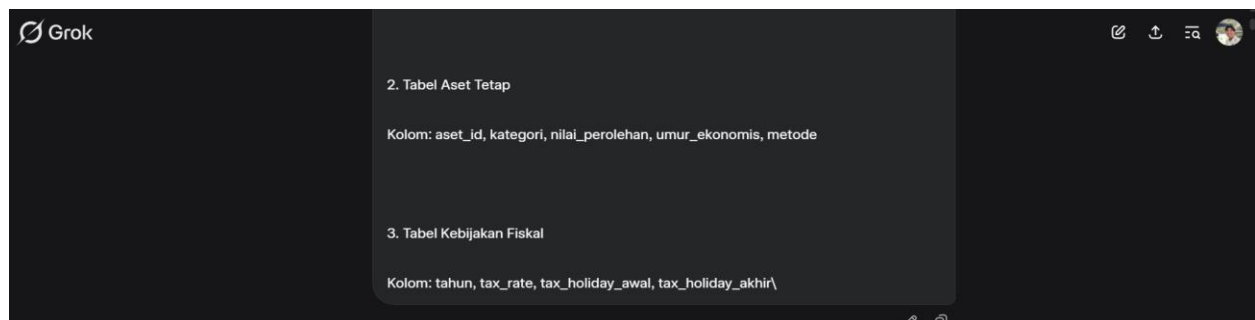 Grok
2. Tabel Aset Tetap
Kolom: aset_id, kategori, nilai_perolehan, umur_ekonomis, metode
3. Tabel Kebijakan Fiskal
Kolom: tahun, tax_rate, tax_holiday_awal, tax_holiday_akhir\